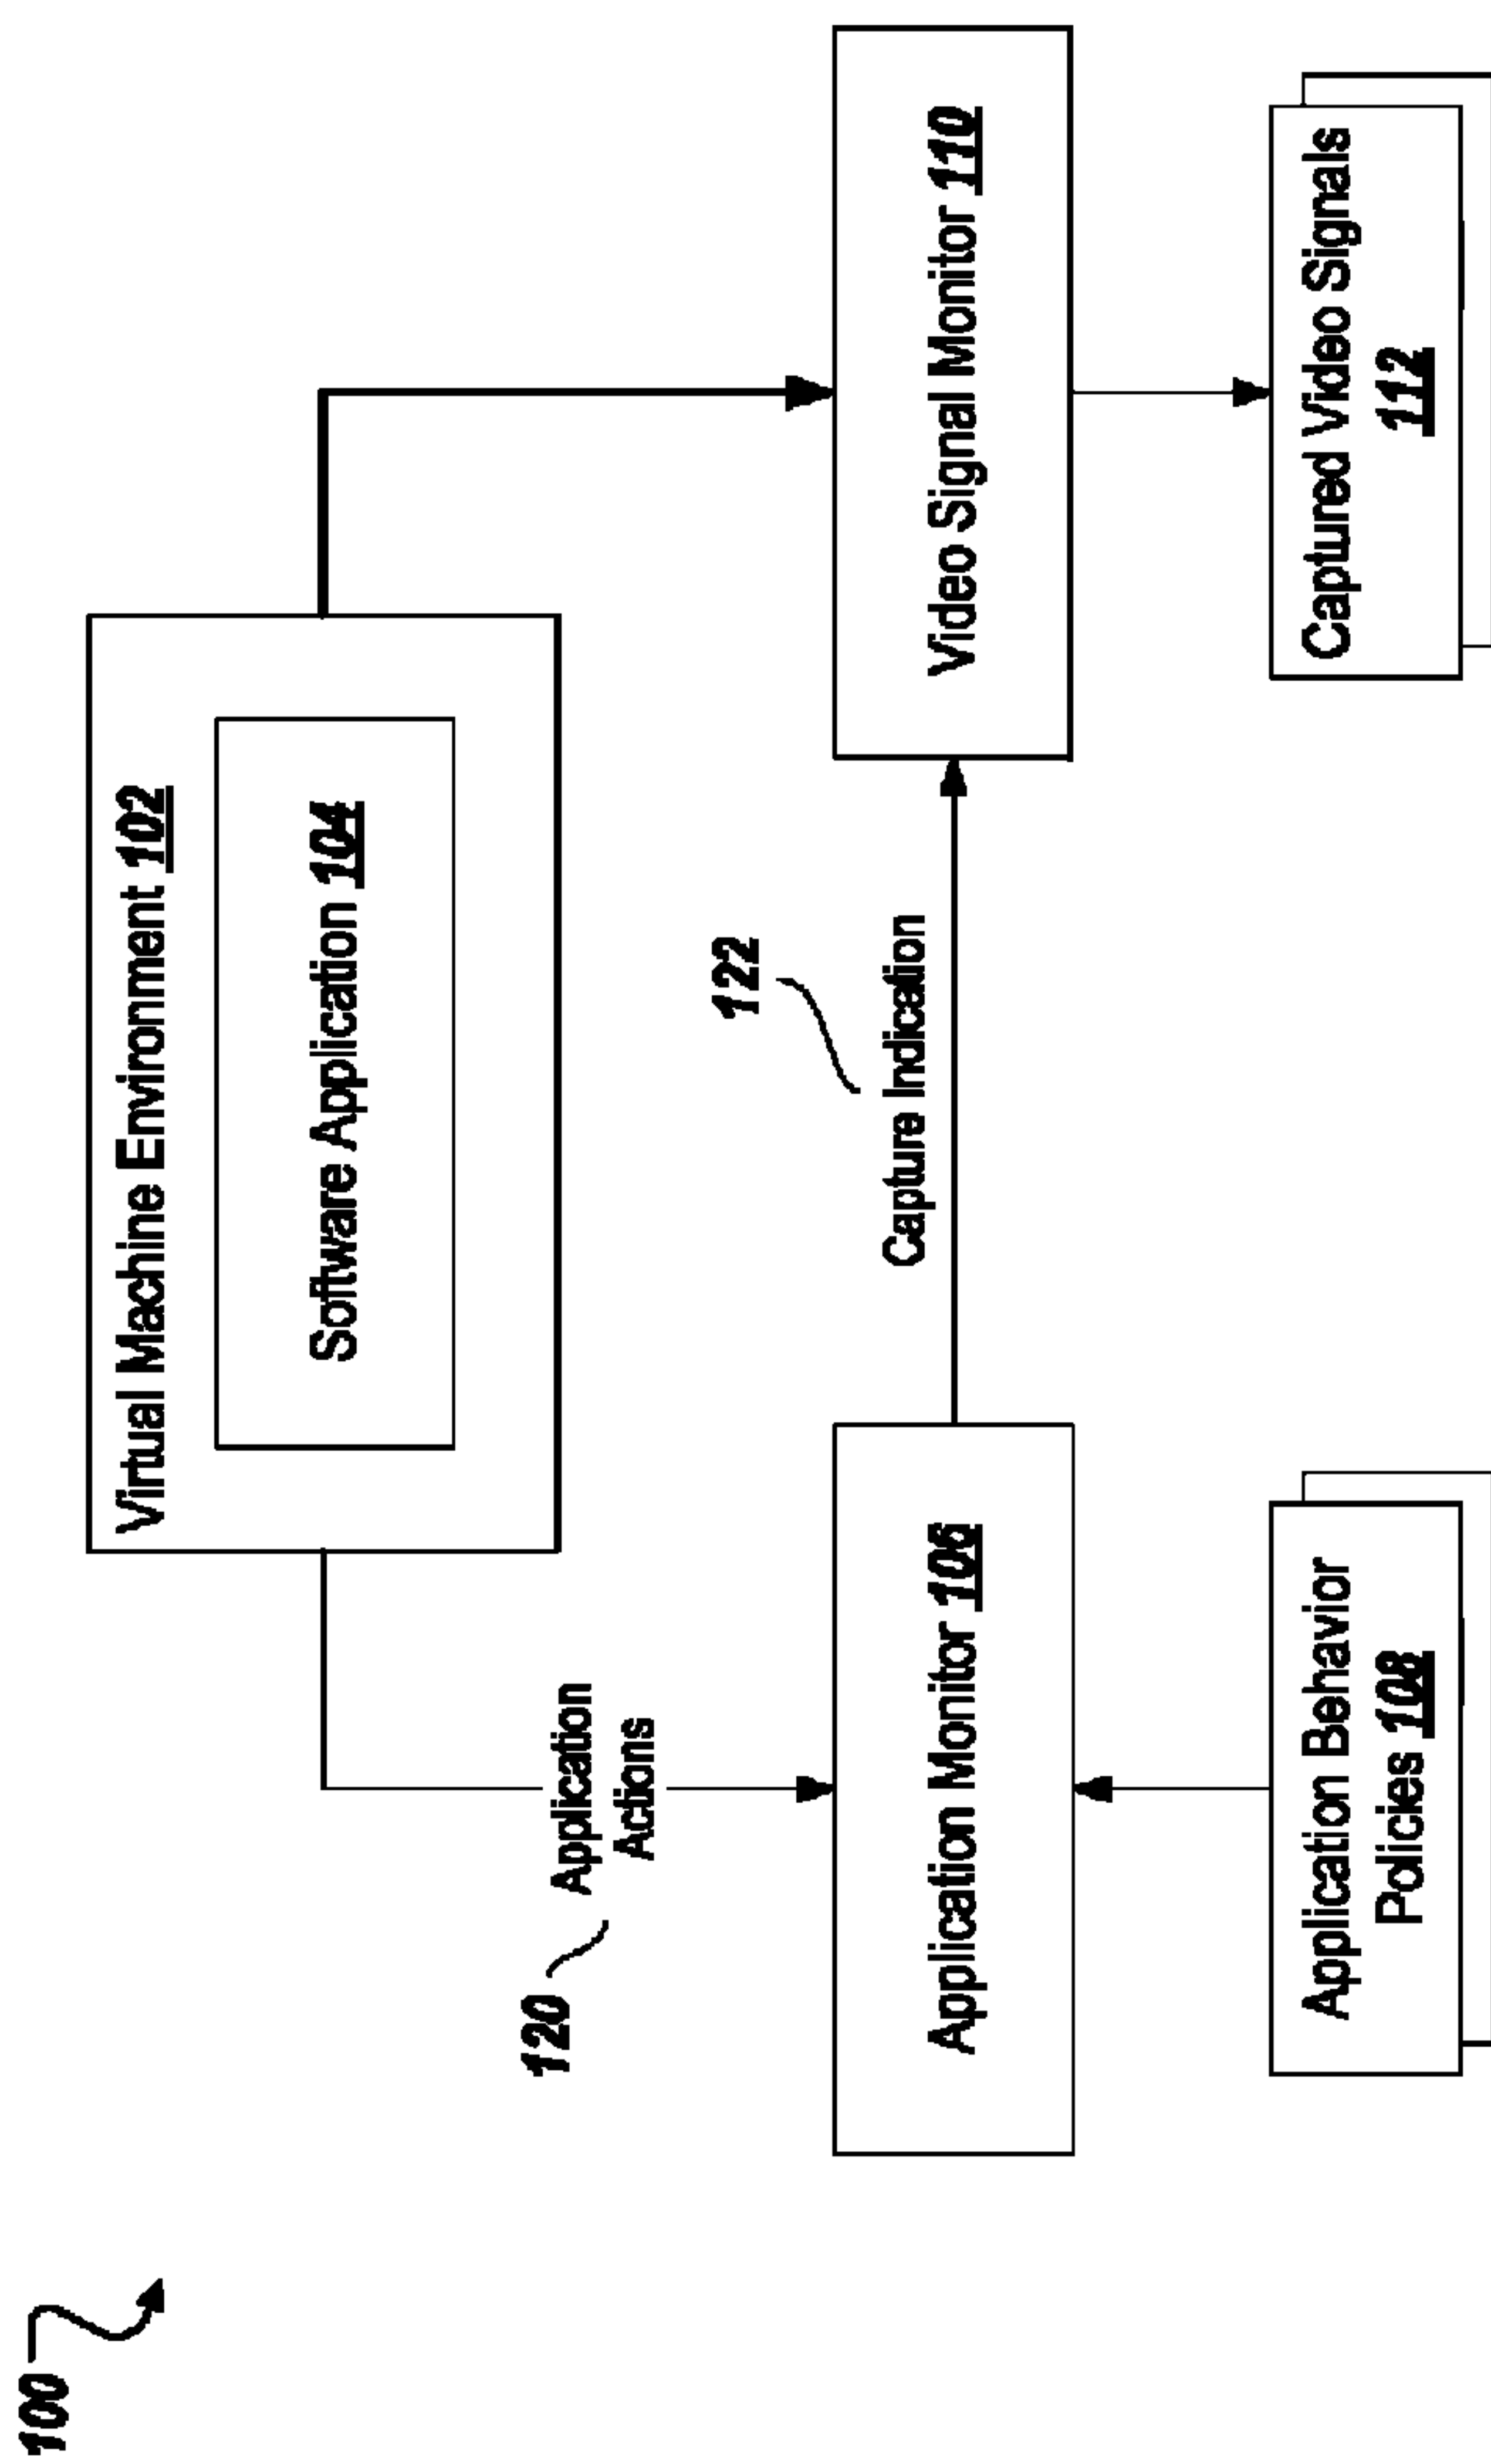 100
Virtual Machine Environment 102
Software Application 104
120
Application
Actions
122
Capture Indication
Application Monitor 106
Video Signal Monitor 110
Application Behavior
Policies 108
Captured Video Signals
112